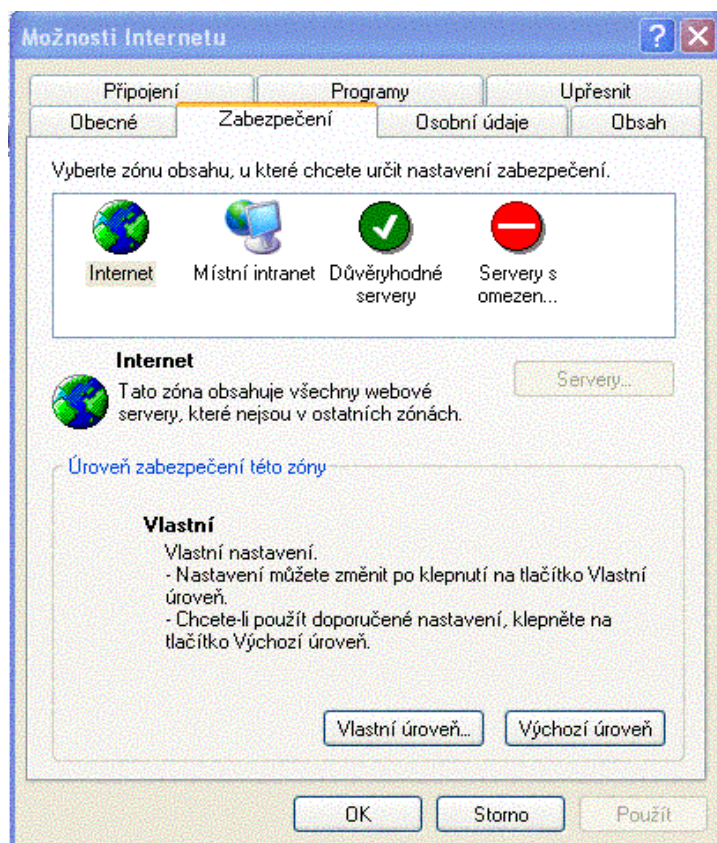 Možnosti Internetu
Připojení Programy Upřesnit
Obecné Zabezpečení Osobní údaje Obsah
Vyberte zónu obsahu, u které chcete určit nastavení zabezpečení.
Internet Místní intranet Důvěryhodné servery Servery s omezen...
Internet
Tato zóna obsahuje všechny webové
servery, které nejsou v ostatních zónách.
Servery...
Úroveň zabezpečení této zóny
Vlastní
Vlastní nastavení.
- Nastavení můžete změnit po klepnutí na tlačítko Vlastní
úroveň.
- Chcete-li použít doporučené nastavení, klepněte na
tlačítko Výchozí úroveň.
Vlastní úroveň... Výchozí úroveň
OK Storno Použít